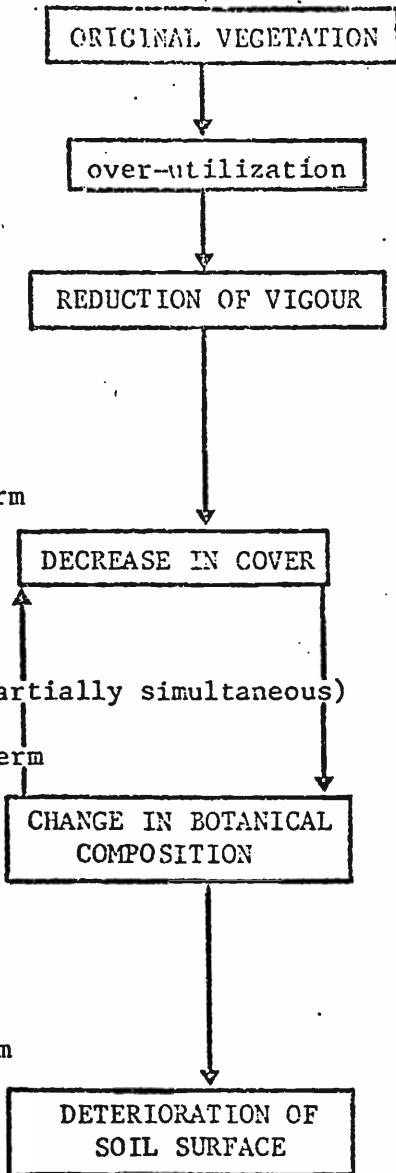 ORIGINAL VEGETATION
over-utilization
REDUCTION OF VIGOUR
rm
DECREASE IN COVER
artially simultaneous)
erm
CHANGE IN BOTANICAL
COMPOSITION
m
DETERIORATION OF
SOIL SURFACE